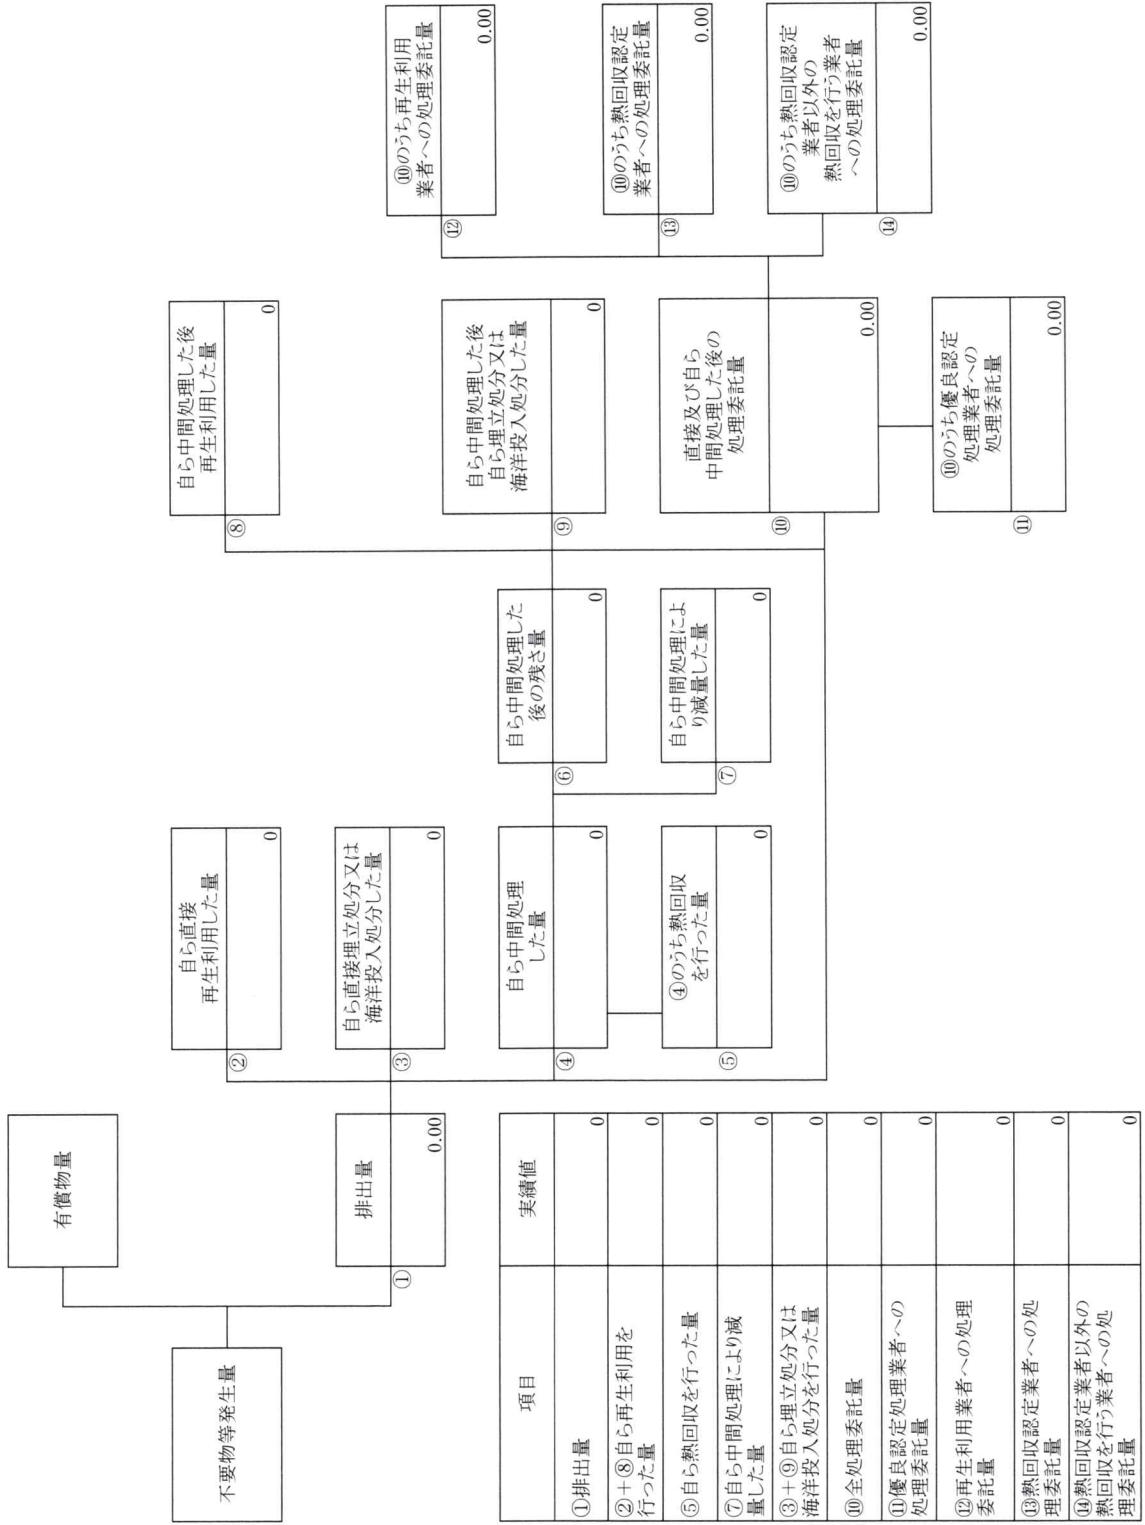 不要物等発生量
有償物量
①
排出量
0.00
②
自ら直接
再生利用した量
0
③
自ら直接埋立処分又は
海洋投入処分した量
0
④
自ら中間処理
した量
0
⑤
④のうち熱回収
を行った量
0
⑥
自ら中間処理した
後の残さ量
0
⑦
自ら中間処理によ
り減量した量
0
⑧
自ら中間処理した後
再生利用した量
0
⑨
自ら中間処理した後
自ら埋立処分又は
海洋投入処分した量
0
⑩
直接及び自ら
中間処理した後の
処理委託量
0.00
⑪
⑩のうち優良認定
処理業者への
処理委託量
0.00
⑫
⑩のうち再生利用
業者への処理委託量
0.00
⑬
⑩のうち熱回収認定
業者への処理委託量
0.00
⑭
⑩のうち熱回収認定
業者以外の
熱回収を行う業者
への処理委託量
0.00
項目
実績値
①排出量
0
②+⑧自ら再生利用を
行った量
0
⑤自ら熱回収を行った量
0
⑦自ら中間処理により減
量した量
0
③+⑨自ら埋立処分又は
海洋投入処分を行った量
0
⑩全処理委託量
0
⑪優良認定処理業者への
処理委託量
0
⑫再生利用業者への処理
委託量
0
⑬熱回収認定業者への処
理委託量
0
⑭熱回収認定業者以外の
熱回収を行う業者への処
理委託量
0